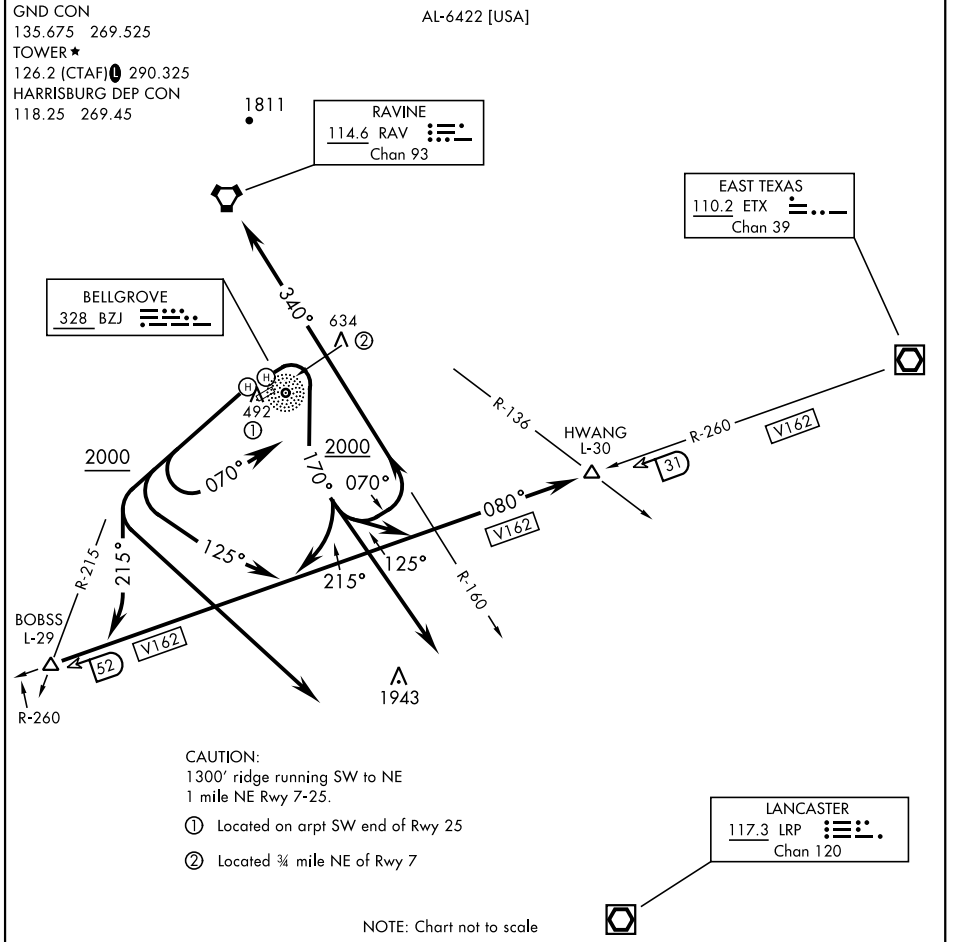 GND CON
135.675 269.525
TOWER ★
126.2 (CTAF) L 290.325
HARRISBURG DEP CON
118.25 269.45
AL-6422 [USA]
1811
RAVINE
114.6 RAV
Chan 93
EAST TEXAS
110.2 ETX
Chan 39
BELLGROVE
328 BZJ
340°
634
②
H H
492
①
R-136
HWANG
L-30
R-260
V162
31
2000
070°
170°
2000
070°
080°
V162
125°
215°
125°
R-160
R-215
215°
BOBSS
L-29
52
V162
R-260
1943
CAUTION:
1300' ridge running SW to NE
1 mile NE Rwy 7-25.
① Located on arpt SW end of Rwy 25
② Located ¾ mile NE of Rwy 7
LANCASTER
117.3 LRP
Chan 120
NOTE: Chart not to scale